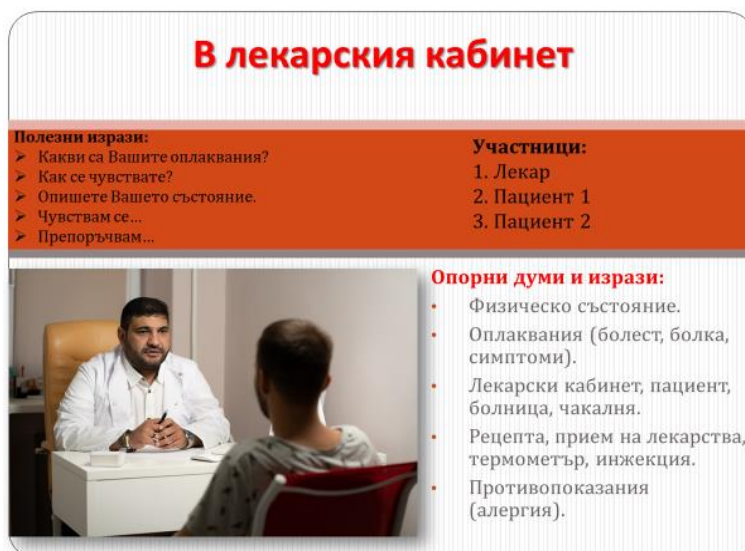 В лекарския кабинет
Полезни изрази:
➢ Какви са Вашите оплаквания?
➢ Как се чувствате?
➢ Опишете Вашето състояние.
➢ Чувствам се…
➢ Препоръчвам…
Участници:
1. Лекар
2. Пациент 1
3. Пациент 2
Опорни думи и изрази:
• Физическо състояние.
• Оплаквания (болест, болка,
симптоми).
• Лекарски кабинет, пациент,
болница, чакалня.
• Рецепта, прием на лекарства,
термометър, инжекция.
• Противопоказания
(алергия).